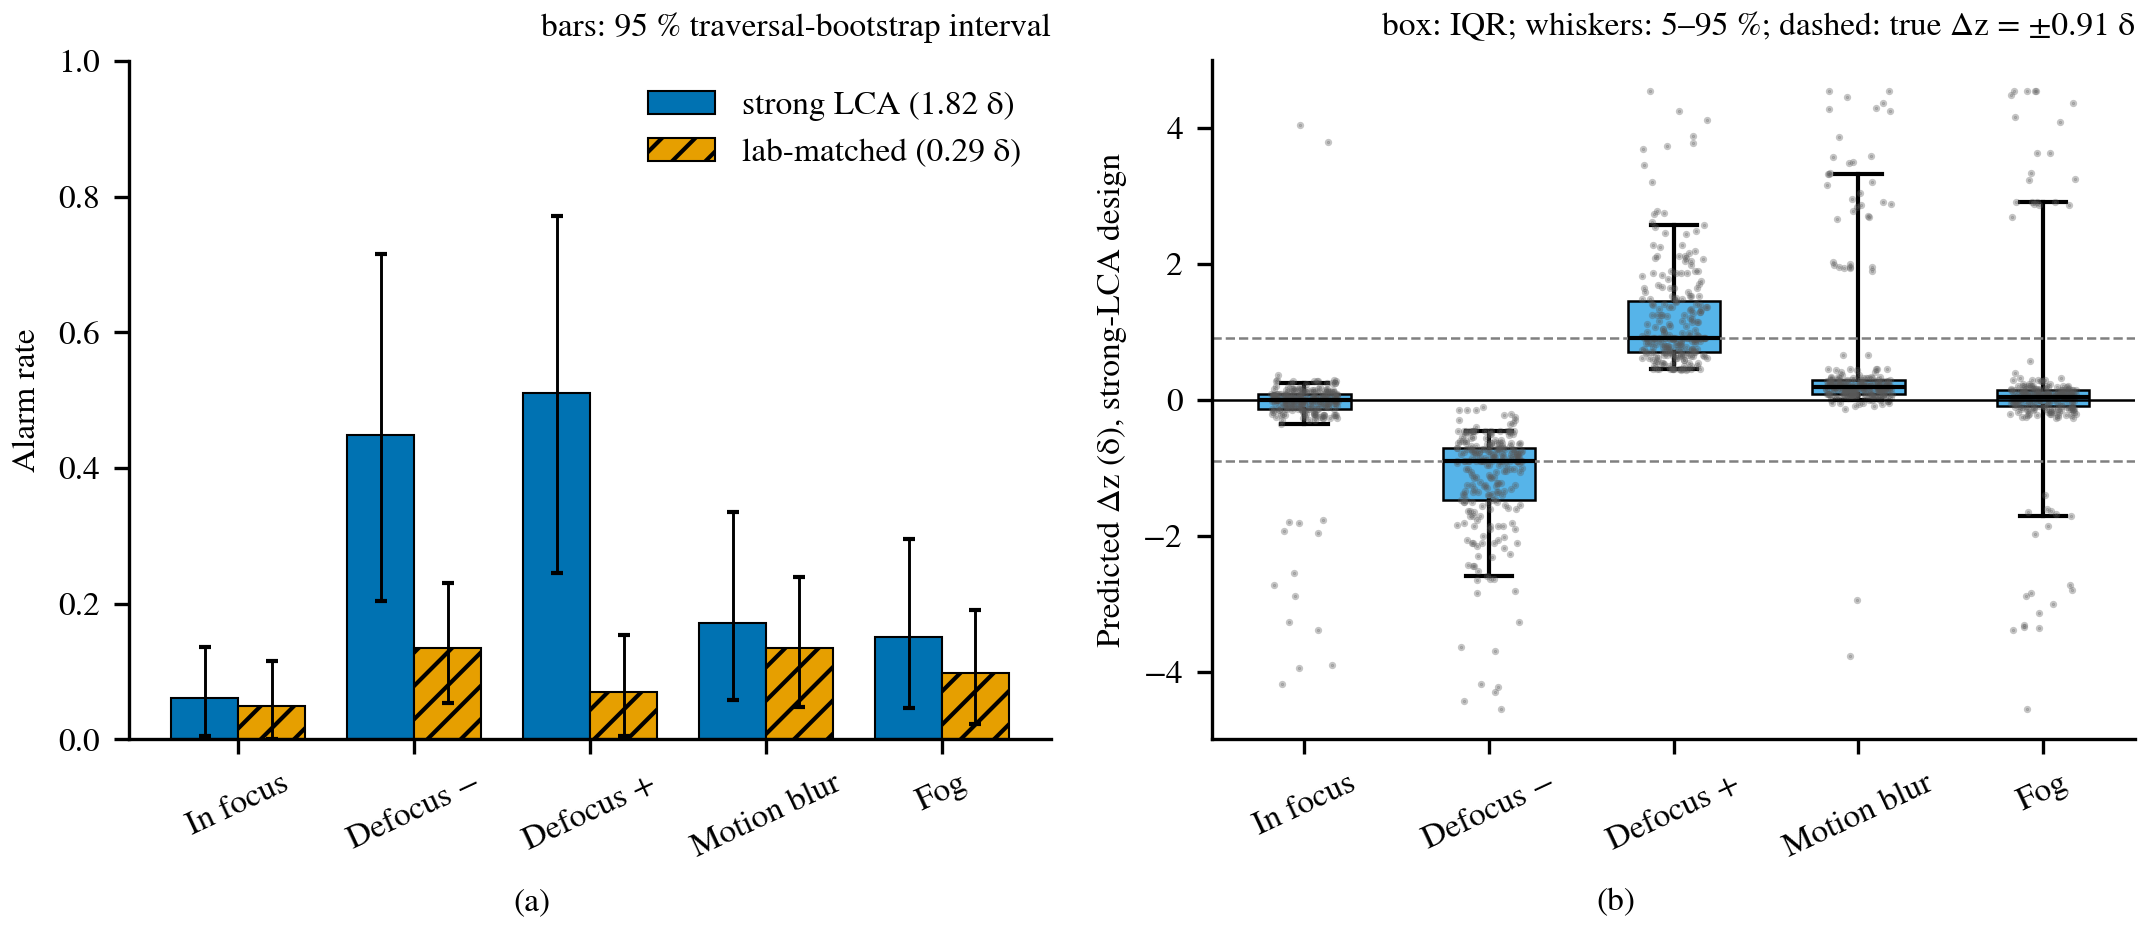 bars: 95 % traversal-bootstrap interval
1.0
0.8
0.6
0.4
0.2
0.0
Alarm rate
strong LCA (1.82 δ)
lab-matched (0.29 δ)
In focus
Defocus −
Defocus +
Motion blur
Fog
(a)
box: IQR; whiskers: 5–95 %; dashed: true Δz = ±0.91 δ
4
2
0
−2
−4
Predicted Δz (δ), strong-LCA design
In focus
Defocus −
Defocus +
Motion blur
Fog
(b)